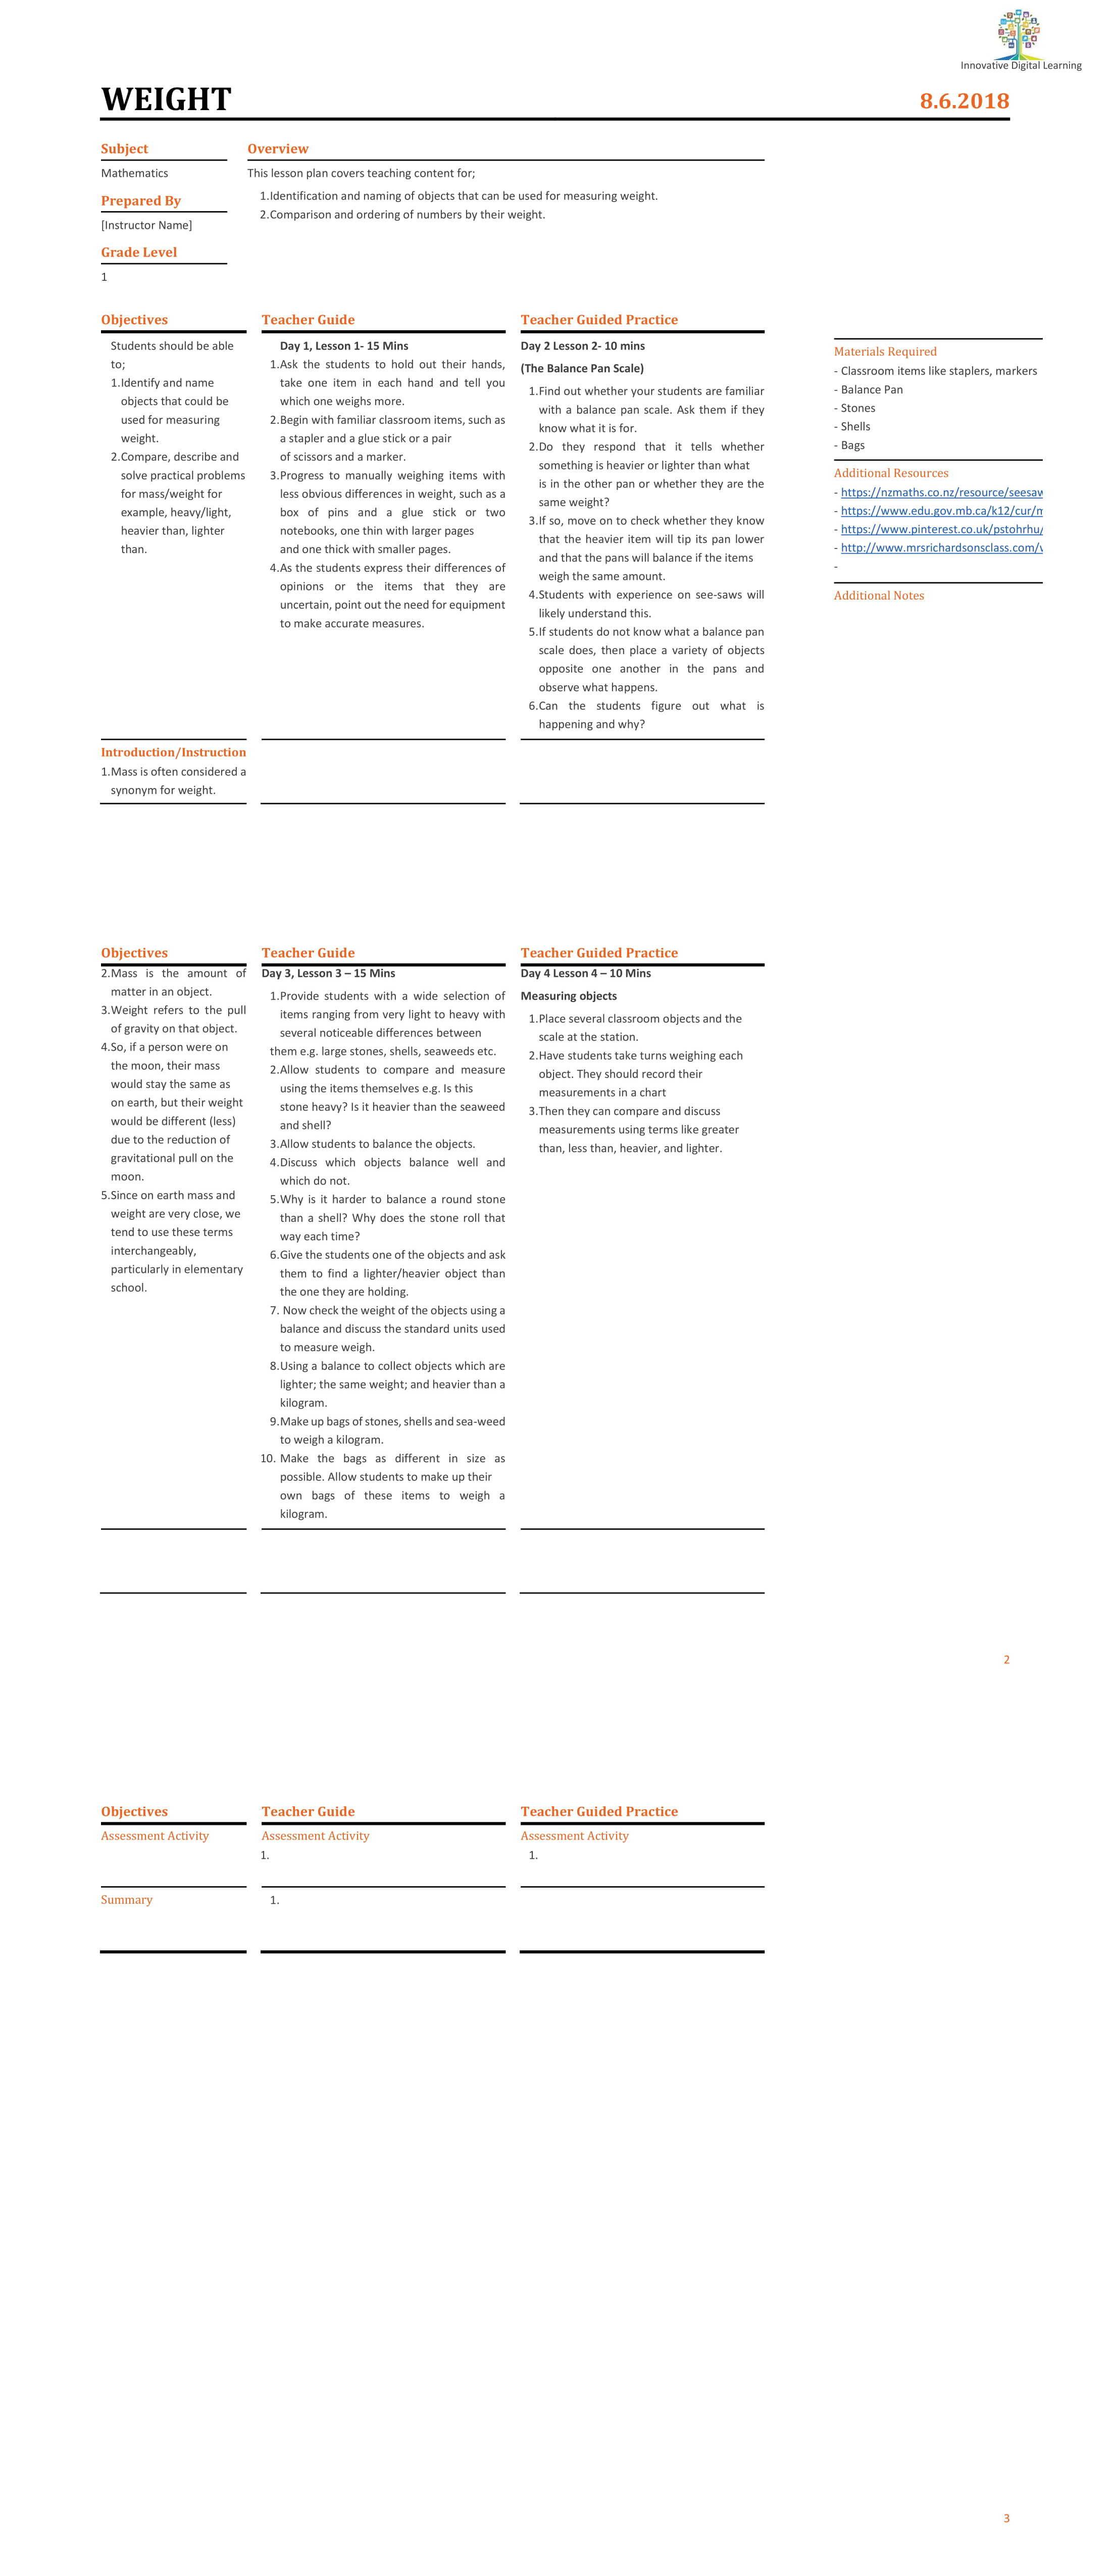 Innovative Digital Learning
WEIGHT
8.6.2018
Subject
Mathematics
Prepared By
[Instructor Name]
Grade Level
1
Overview
This lesson plan covers teaching content for;
1.Identification and naming of objects that can be used for measuring weight.
2.Comparison and ordering of numbers by their weight.
Objectives
Students should be able
to;
1.Identify and name
objects that could be
used for measuring
weight.
2.Compare, describe and
solve practical problems
for mass/weight for
example, heavy/light,
heavier than, lighter
than.
Teacher Guide
Day 1, Lesson 1- 15 Mins
1.Ask the students to hold out their hands,
take one item in each hand and tell you
which one weighs more.
2.Begin with familiar classroom items, such as
a stapler and a glue stick or a pair
of scissors and a marker.
3.Progress to manually weighing items with
less obvious differences in weight, such as a
box of pins and a glue stick or two
notebooks, one thin with larger pages
and one thick with smaller pages.
4.As the students express their differences of
opinions or the items that they are
uncertain, point out the need for equipment
to make accurate measures.
Teacher Guided Practice
Day 2 Lesson 2- 10 mins
(The Balance Pan Scale)
1.Find out whether your students are familiar
with a balance pan scale. Ask them if they
know what it is for.
2.Do they respond that it tells whether
something is heavier or lighter than what
is in the other pan or whether they are the
same weight?
3.If so, move on to check whether they know
that the heavier item will tip its pan lower
and that the pans will balance if the items
weigh the same amount.
4.Students with experience on see-saws will
likely understand this.
5.If students do not know what a balance pan
scale does, then place a variety of objects
opposite one another in the pans and
observe what happens.
6.Can the students figure out what is
happening and why?
Materials Required
- Classroom items like staplers, markers
- Balance Pan
- Stones
- Shells
- Bags
Additional Resources
- https://nzmaths.co.nz/resource/seesaw
- https://www.edu.gov.mb.ca/k12/cur/m
- https://www.pinterest.co.uk/pstohrhu/
- http://www.mrsrichardsonsclass.com/w
-
Additional Notes
Introduction/Instruction
1.Mass is often considered a
synonym for weight.
Objectives
2.Mass is the amount of
matter in an object.
3.Weight refers to the pull
of gravity on that object.
4.So, if a person were on
the moon, their mass
would stay the same as
on earth, but their weight
would be different (less)
due to the reduction of
gravitational pull on the
moon.
5.Since on earth mass and
weight are very close, we
tend to use these terms
interchangeably,
particularly in elementary
school.
Teacher Guide
Day 3, Lesson 3 – 15 Mins
1.Provide students with a wide selection of
items ranging from very light to heavy with
several noticeable differences between
them e.g. large stones, shells, seaweeds etc.
2.Allow students to compare and measure
using the items themselves e.g. Is this
stone heavy? Is it heavier than the seaweed
and shell?
3.Allow students to balance the objects.
4.Discuss which objects balance well and
which do not.
5.Why is it harder to balance a round stone
than a shell? Why does the stone roll that
way each time?
6.Give the students one of the objects and ask
them to find a lighter/heavier object than
the one they are holding.
7. Now check the weight of the objects using a
balance and discuss the standard units used
to measure weigh.
8.Using a balance to collect objects which are
lighter; the same weight; and heavier than a
kilogram.
9.Make up bags of stones, shells and sea-weed
to weigh a kilogram.
10. Make the bags as different in size as
possible. Allow students to make up their
own bags of these items to weigh a
kilogram.
Teacher Guided Practice
Day 4 Lesson 4 – 10 Mins
Measuring objects
1.Place several classroom objects and the
scale at the station.
2.Have students take turns weighing each
object. They should record their
measurements in a chart
3.Then they can compare and discuss
measurements using terms like greater
than, less than, heavier, and lighter.
2
Objectives
Teacher Guide
Teacher Guided Practice
Assessment Activity
Assessment Activity
1.
Assessment Activity
1.
Summary
1.
3